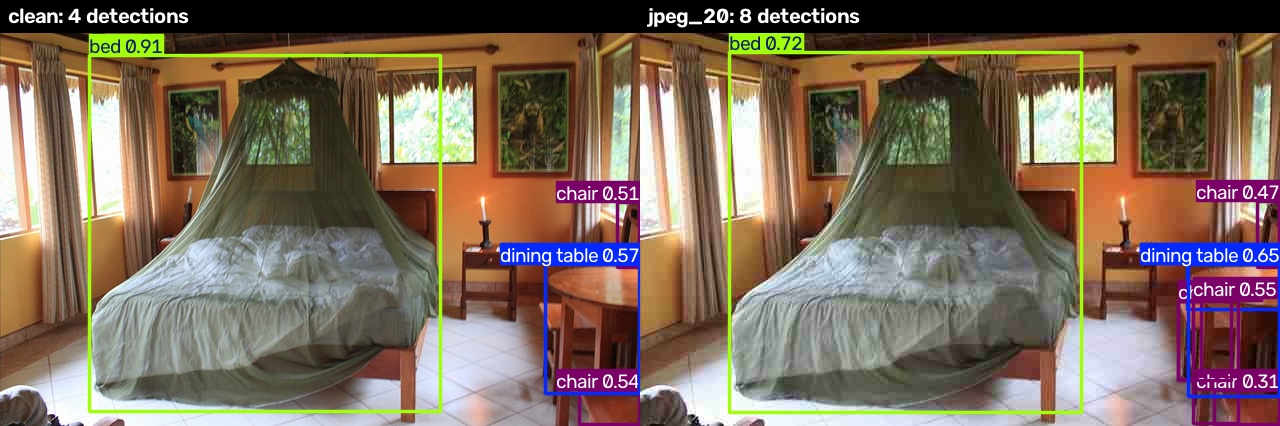 clean: 4 detections
jpeg_20: 8 detections
bed 0.91
bed 0.72
chair 0.51
chair 0.47
dining table 0.57
dining table 0.65
chair 0.55
chair 0.54
chair 0.31